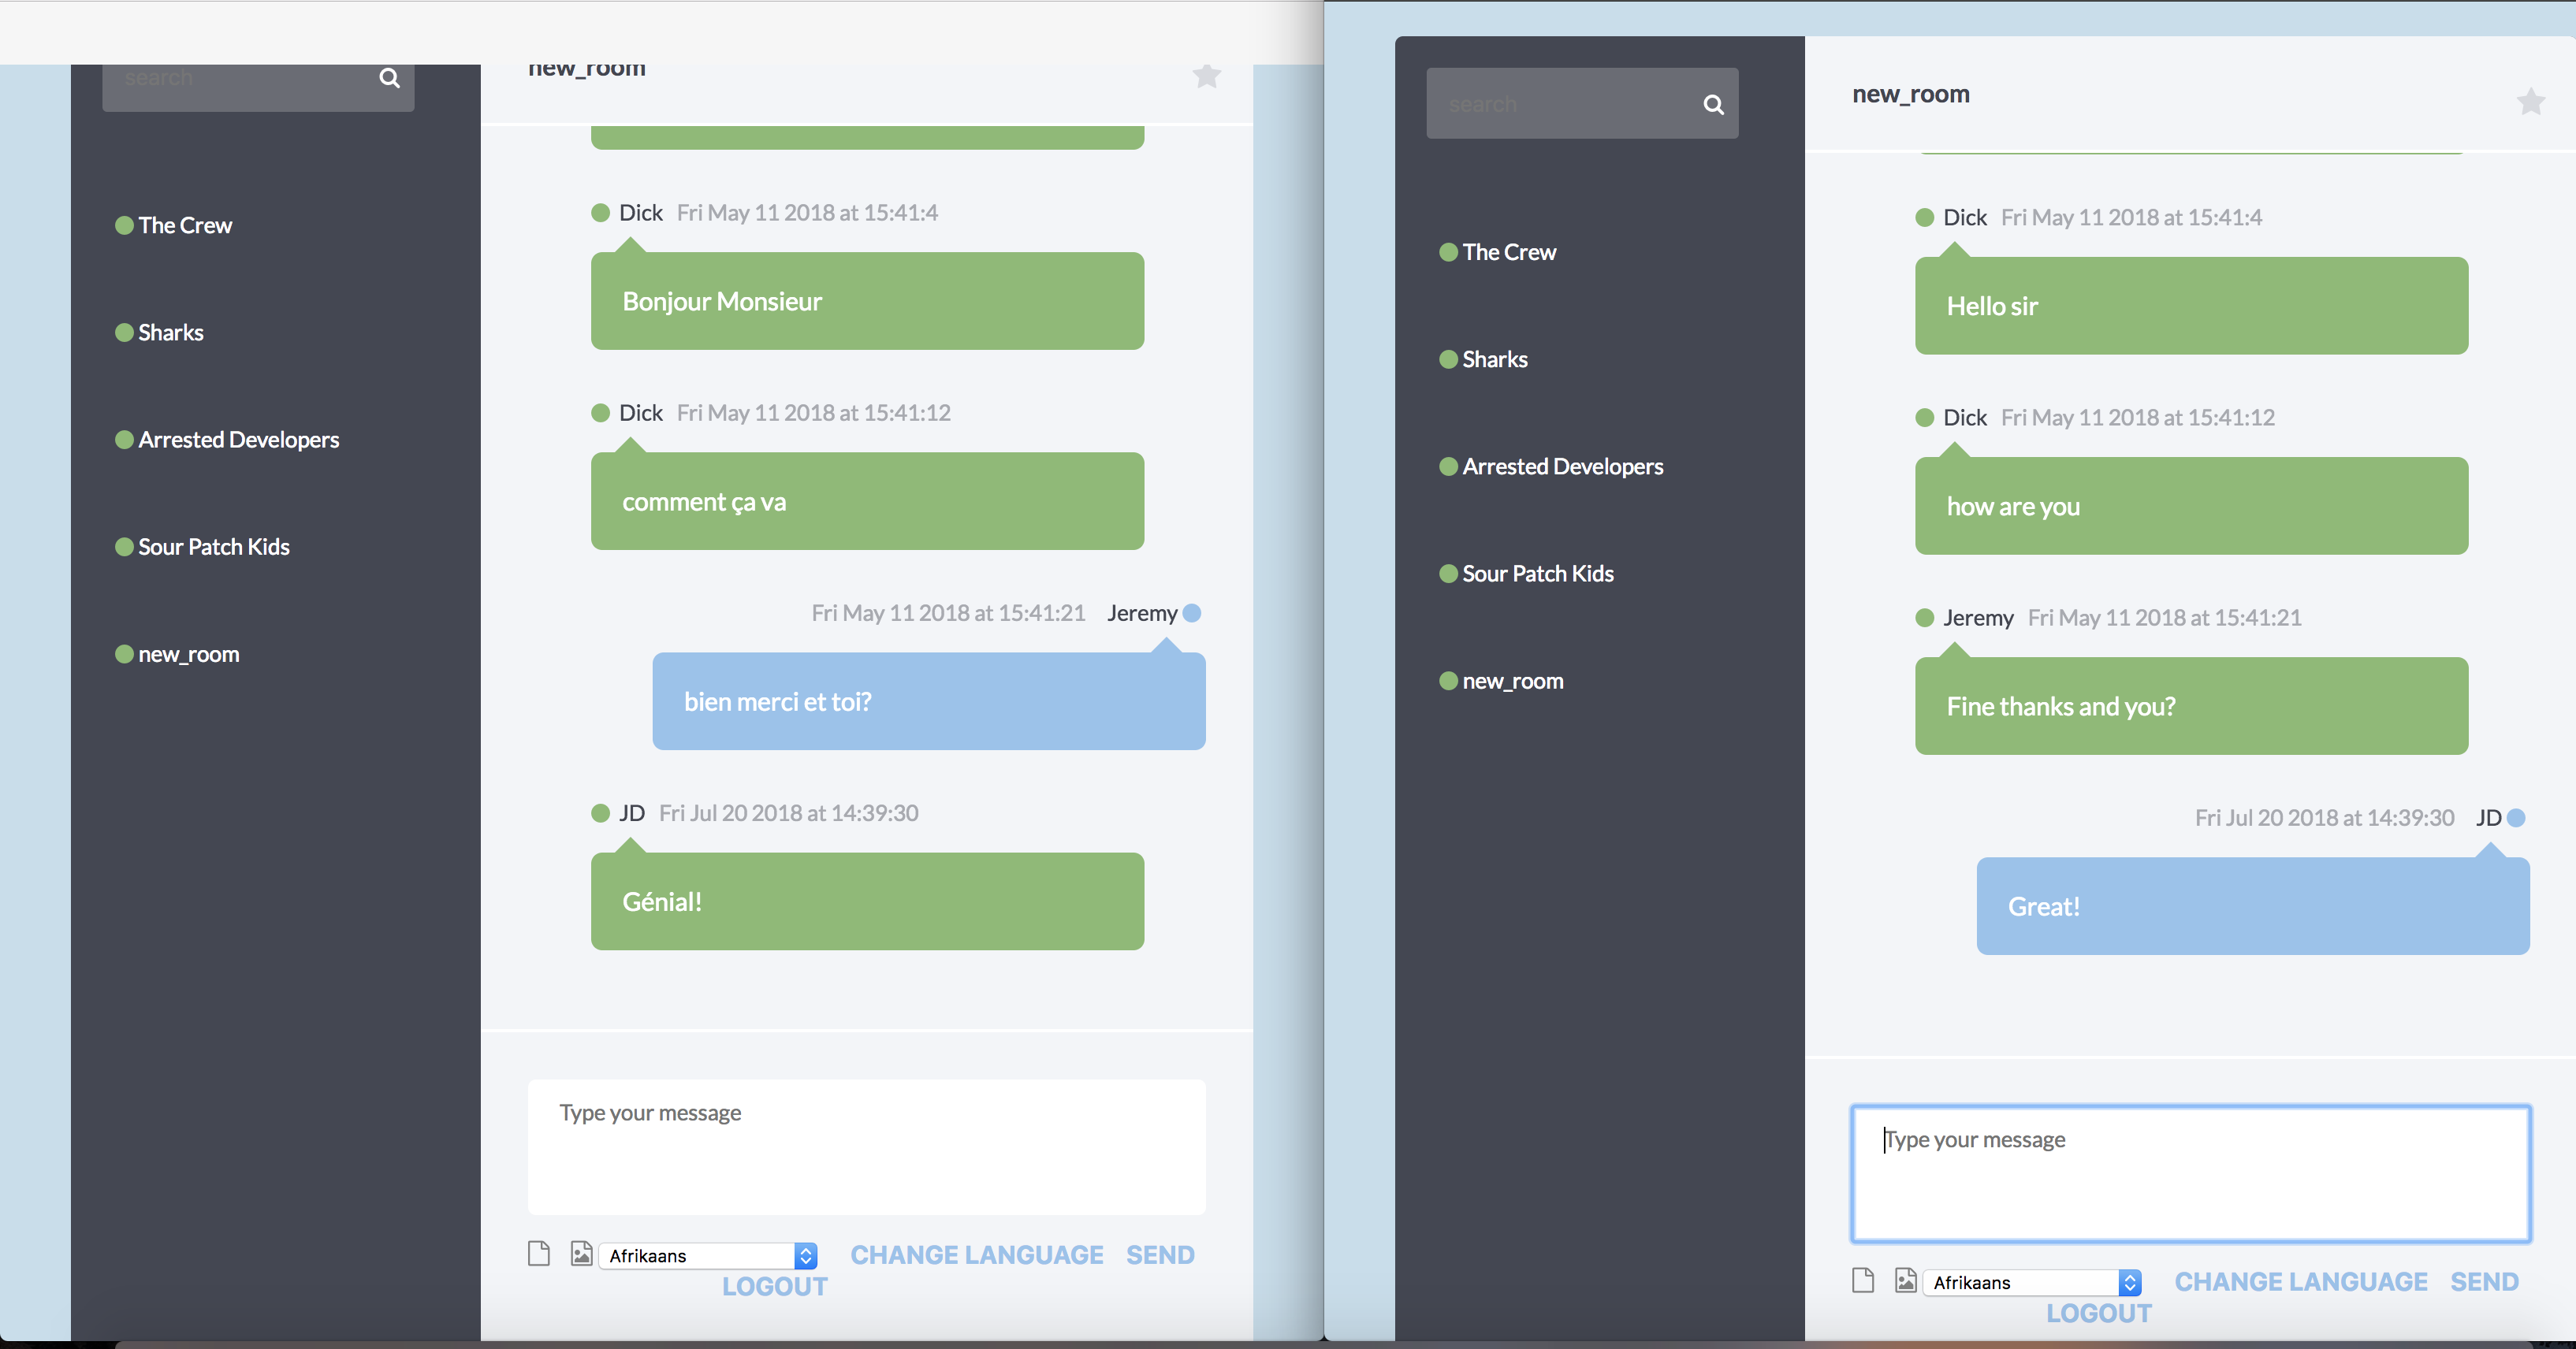 search
The Crew
Sharks
Arrested Developers
Sour Patch Kids
new_room
new_room
Dick Fri May 11 2018 at 15:41:4
Bonjour Monsieur
Dick Fri May 11 2018 at 15:41:12
comment ça va
Fri May 11 2018 at 15:41:21 Jeremy
bien merci et toi?
JD Fri Jul 20 2018 at 14:39:30
Génial!
Type your message
Afrikaans CHANGE LANGUAGE SEND
LOGOUT
search
The Crew
Sharks
Arrested Developers
Sour Patch Kids
new_room
new_room
Dick Fri May 11 2018 at 15:41:4
Hello sir
Dick Fri May 11 2018 at 15:41:12
how are you
Jeremy Fri May 11 2018 at 15:41:21
Fine thanks and you?
Fri Jul 20 2018 at 14:39:30 JD
Great!
Type your message
Afrikaans CHANGE LANGUAGE SEND
LOGOUT